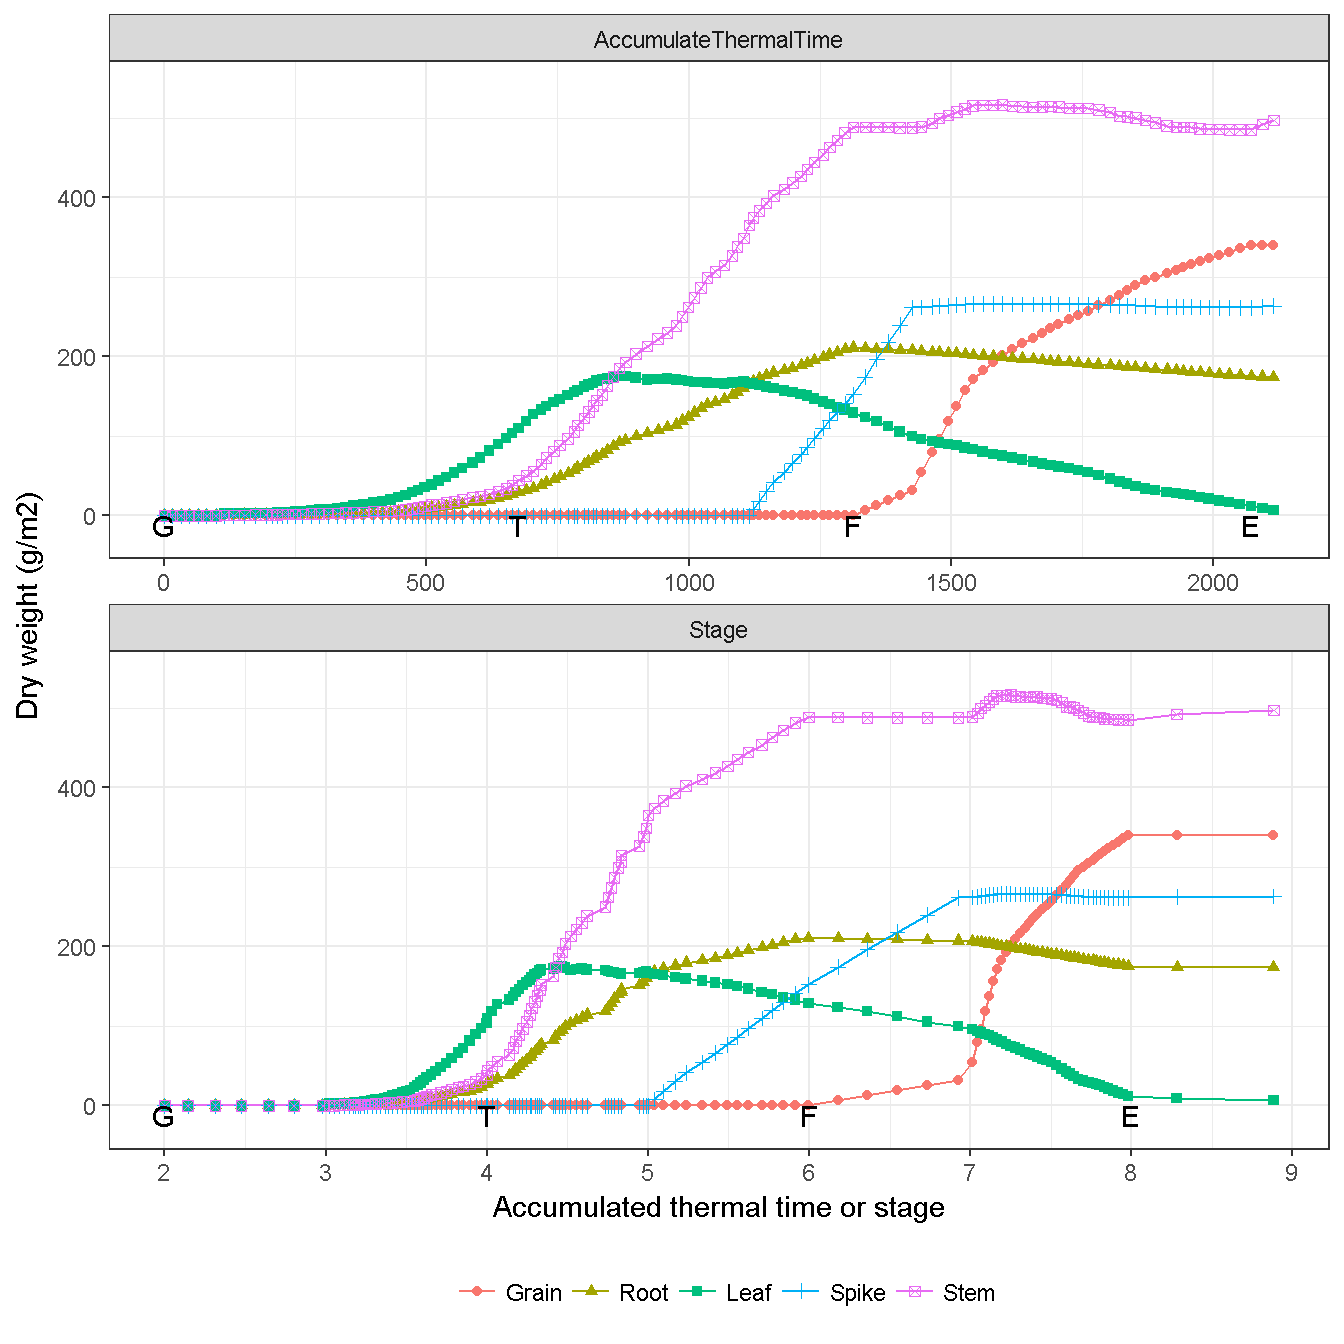 AccumulateThermalTime
400
200
0
G T F E
0 500 1000 1500 2000
Dry weight (g/m2)
Stage
400
200
0
G T F E
2 3 4 5 6 7 8 9
Accumulated thermal time or stage
Grain Root Leaf Spike Stem